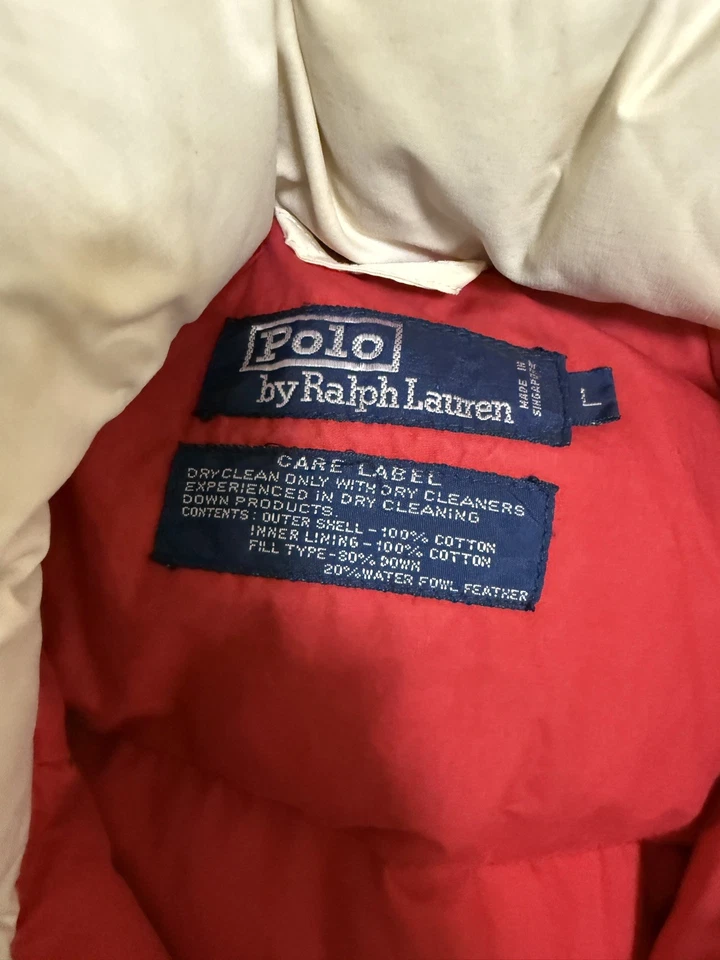 Polo
by Ralph Lauren
MADE IN
SINGAPORE
L
CARE LABEL
DRYCLEAN ONLY WITH DRY CLEANERS
EXPERIENCED IN DRY CLEANING
DOWN PRODUCTS.
CONTENTS: OUTER SHELL-100% COTTON
INNER LINING-100% COTTON
FILL TYPE-80% DOWN
20% WATER FOWL FEATHER